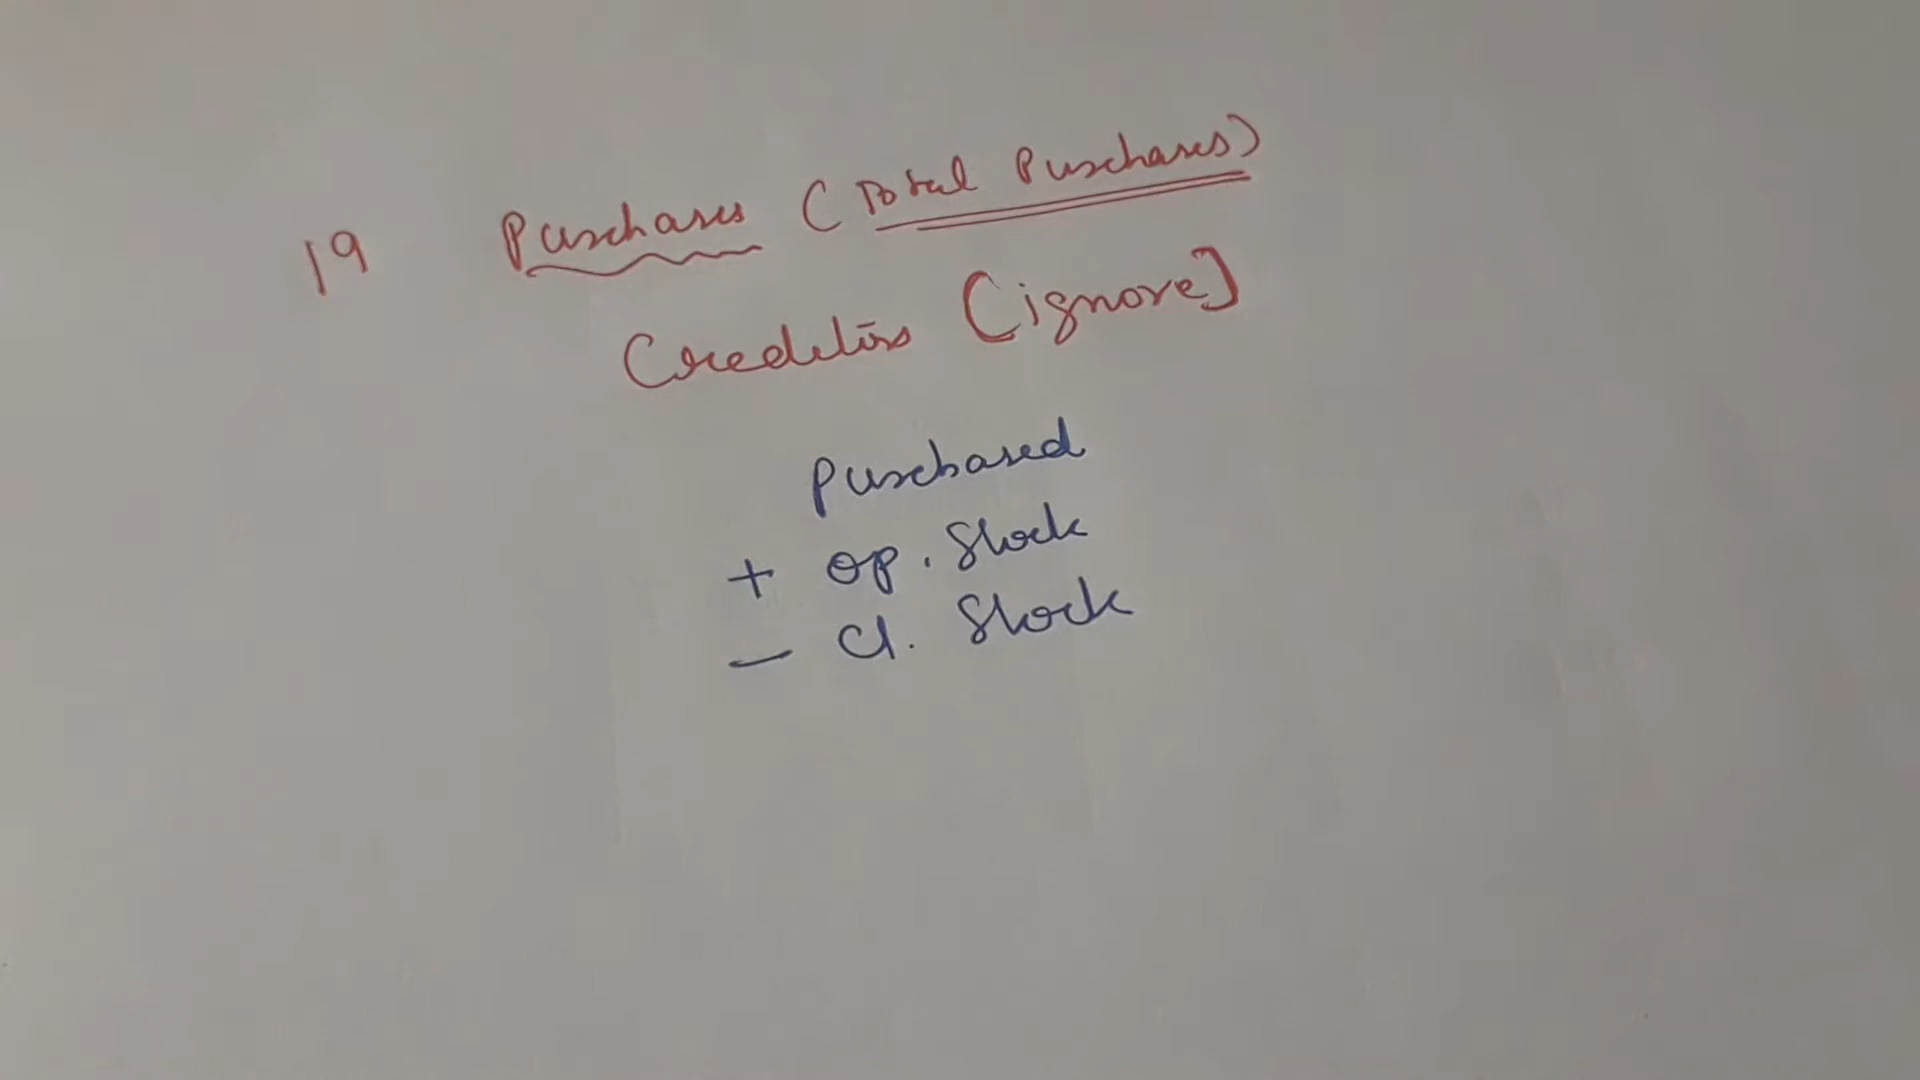 19 Purchases (Total Purchases)
Creditors (ignore]
Purchased
+ op. Stock
- Cl. Stock